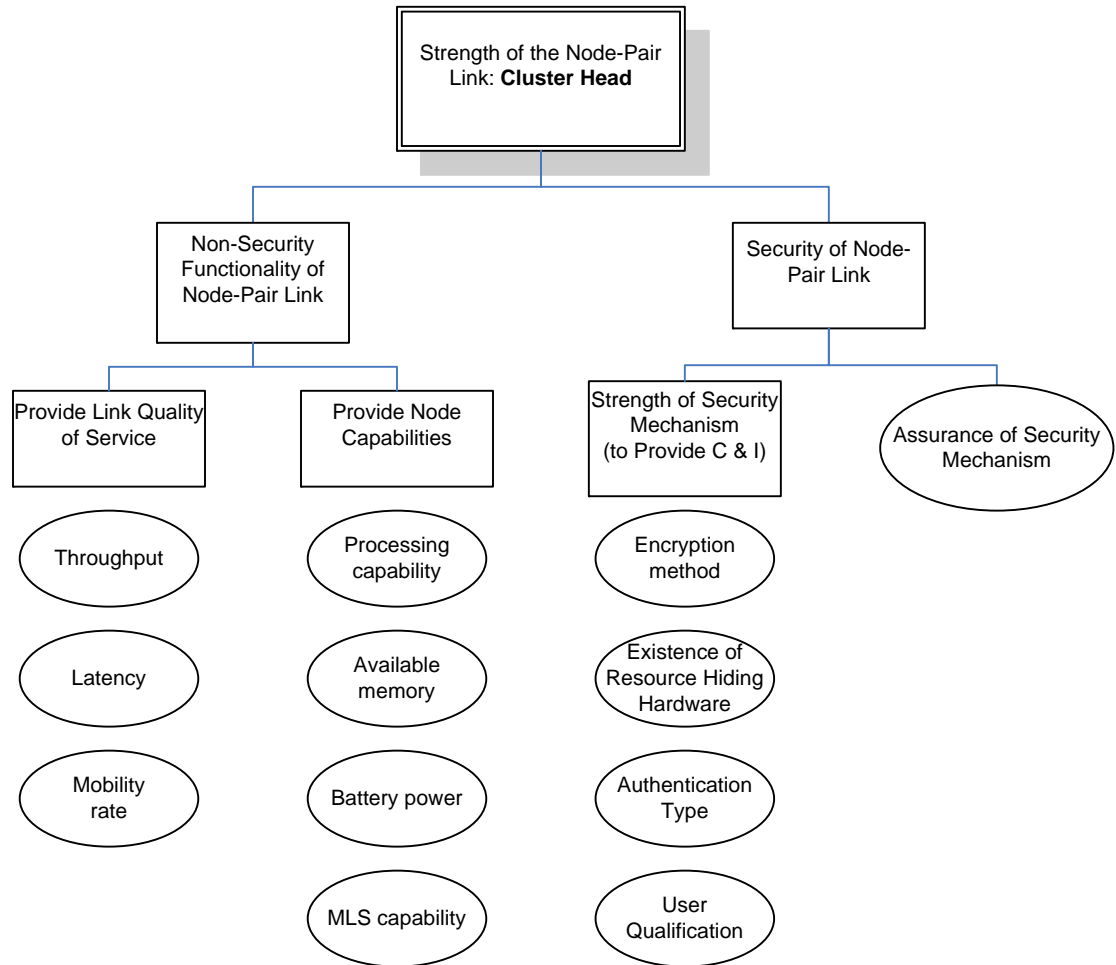 Strength of the Node-Pair
Link: Cluster Head
Non-Security
Functionality of
Node-Pair Link
Security of Node-
Pair Link
Provide Link Quality
of Service
Provide Node
Capabilities
Strength of Security
Mechanism
(to Provide C & I)
Assurance of Security
Mechanism
Throughput
Processing
capability
Encryption
method
Latency
Available
memory
Existence of
Resource Hiding
Hardware
Mobility
rate
Battery power
Authentication
Type
MLS capability
User
Qualification